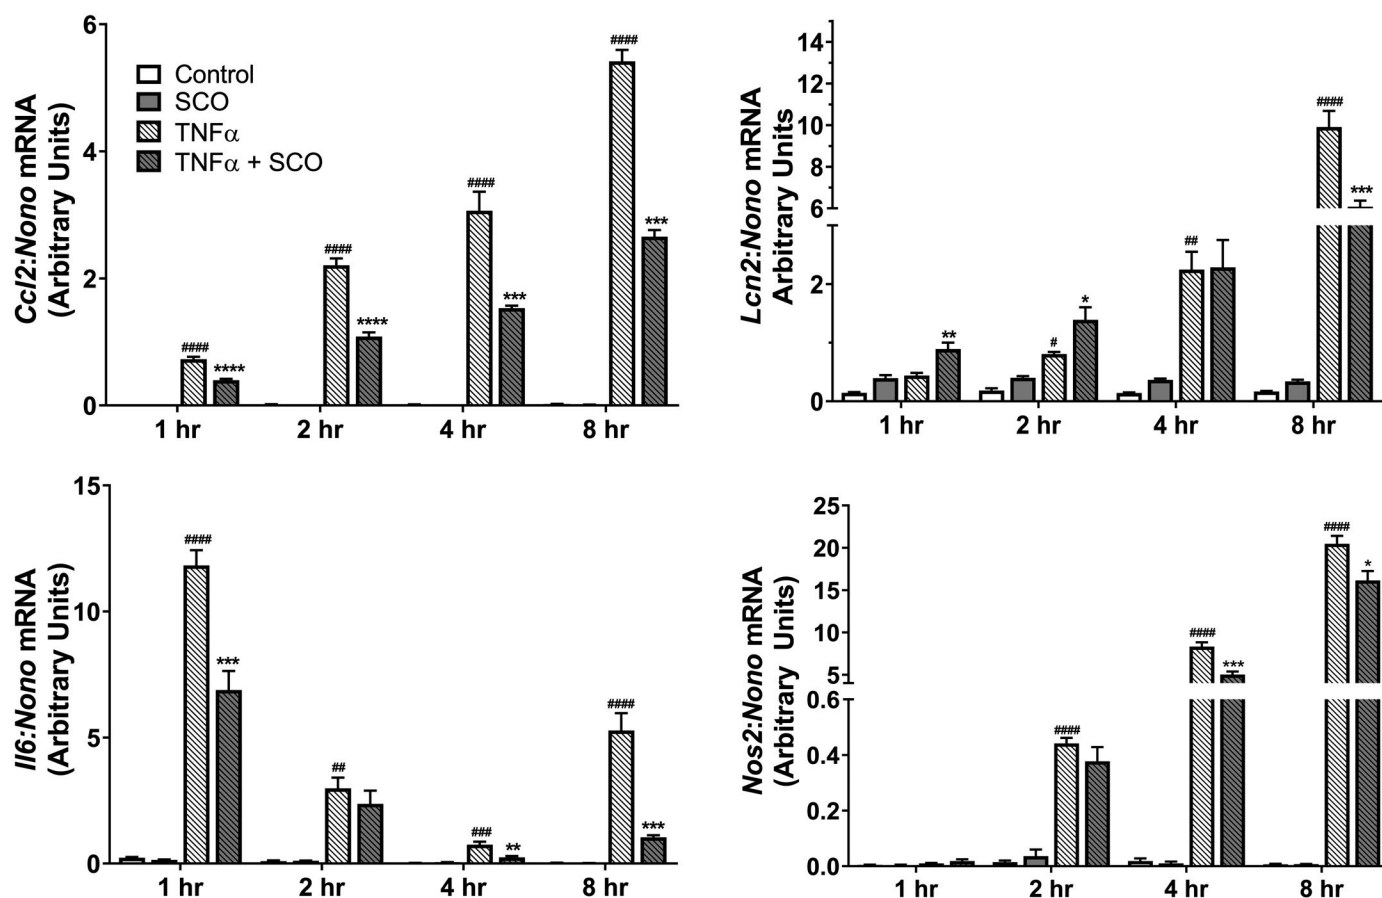 Ccl2:Nono mRNA
(Arbitrary Units)
6
4
2
0
Control
SCO
TNFα
TNFα + SCO
####
****
####
****
####
***
####
***
1 hr
2 hr
4 hr
8 hr
Lcn2:Nono mRNA
Arbitrary Units
14
12
10
8
6
2
0
**
#
*
##
####
***
1 hr
2 hr
4 hr
8 hr
Il6:Nono mRNA
(Arbitrary Units)
15
10
5
0
####
***
##
###
**
####
***
1 hr
2 hr
4 hr
8 hr
Nos2:Nono mRNA
(Arbitrary Units)
25
20
15
10
5
0.6
0.4
0.2
0.0
####
####
***
####
*
1 hr
2 hr
4 hr
8 hr